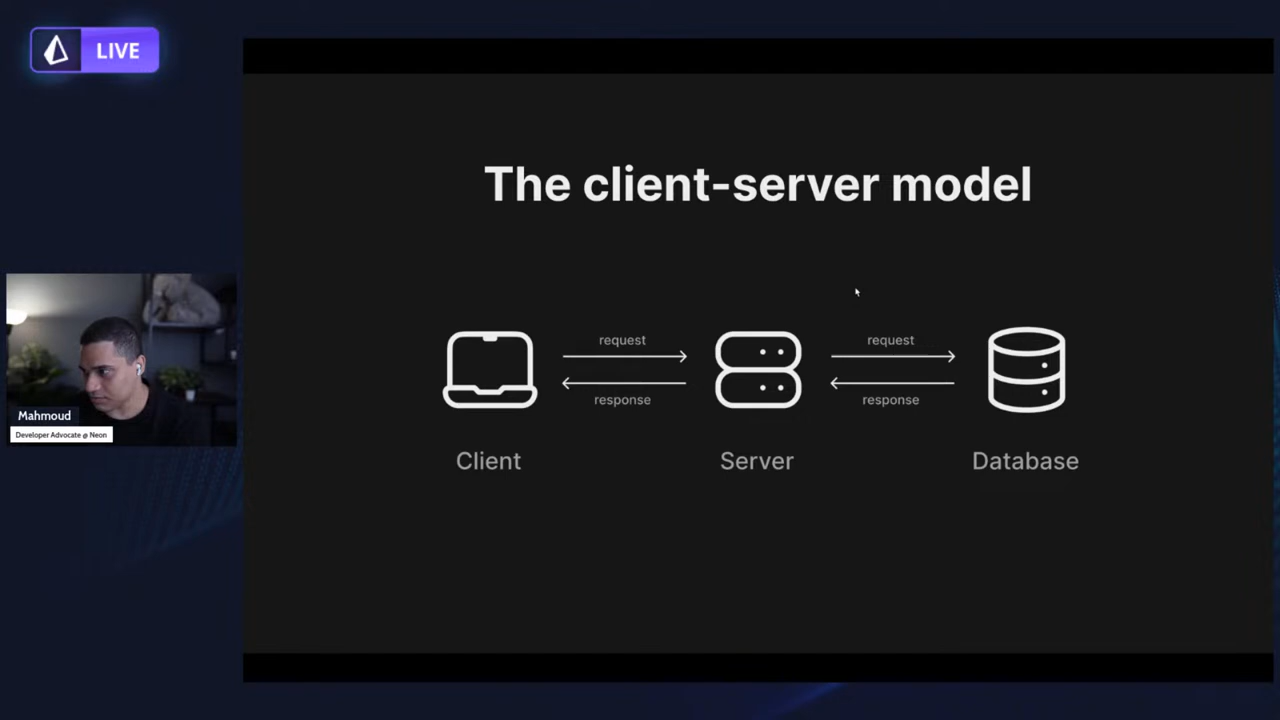 LIVE
The client-server model
request
request
response
response
Client
Server
Database
Mahmoud
Developer Advocate @ Neon